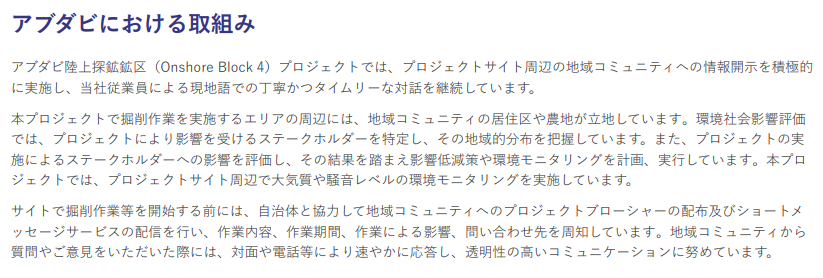 アブダビにおける取組み
アブダビ陸上探鉱鉱区（Onshore Block 4）プロジェクトでは、プロジェクトサイト周辺の地域コミュニティへの情報開示を積極的
に実施し、当社従業員による現地語での丁寧かつタイムリーな対話を継続しています。
本プロジェクトで掘削作業を実施するエリアの周辺には、地域コミュニティの居住区や農地が立地しています。環境社会影響評価
では、プロジェクトにより影響を受けるステークホルダーを特定し、その地域的分布を把握しています。また、プロジェクトの実
施によるステークホルダーへの影響を評価し、その結果を踏まえ影響低減策や環境モニタリングを計画、実行しています。本プロ
ジェクトでは、プロジェクトサイト周辺で大気質や騒音レベルの環境モニタリングを実施しています。
サイトで掘削作業等を開始する前には、自治体と協力して地域コミュニティへのプロジェクトブローシャーの配布及びショートメ
ッセージサービスの配信を行い、作業内容、作業期間、作業による影響、問い合わせ先を周知しています。地域コミュニティから
質問やご意見をいただいた際には、対面や電話等により速やかに応答し、透明性の高いコミュニケーションに努めています。